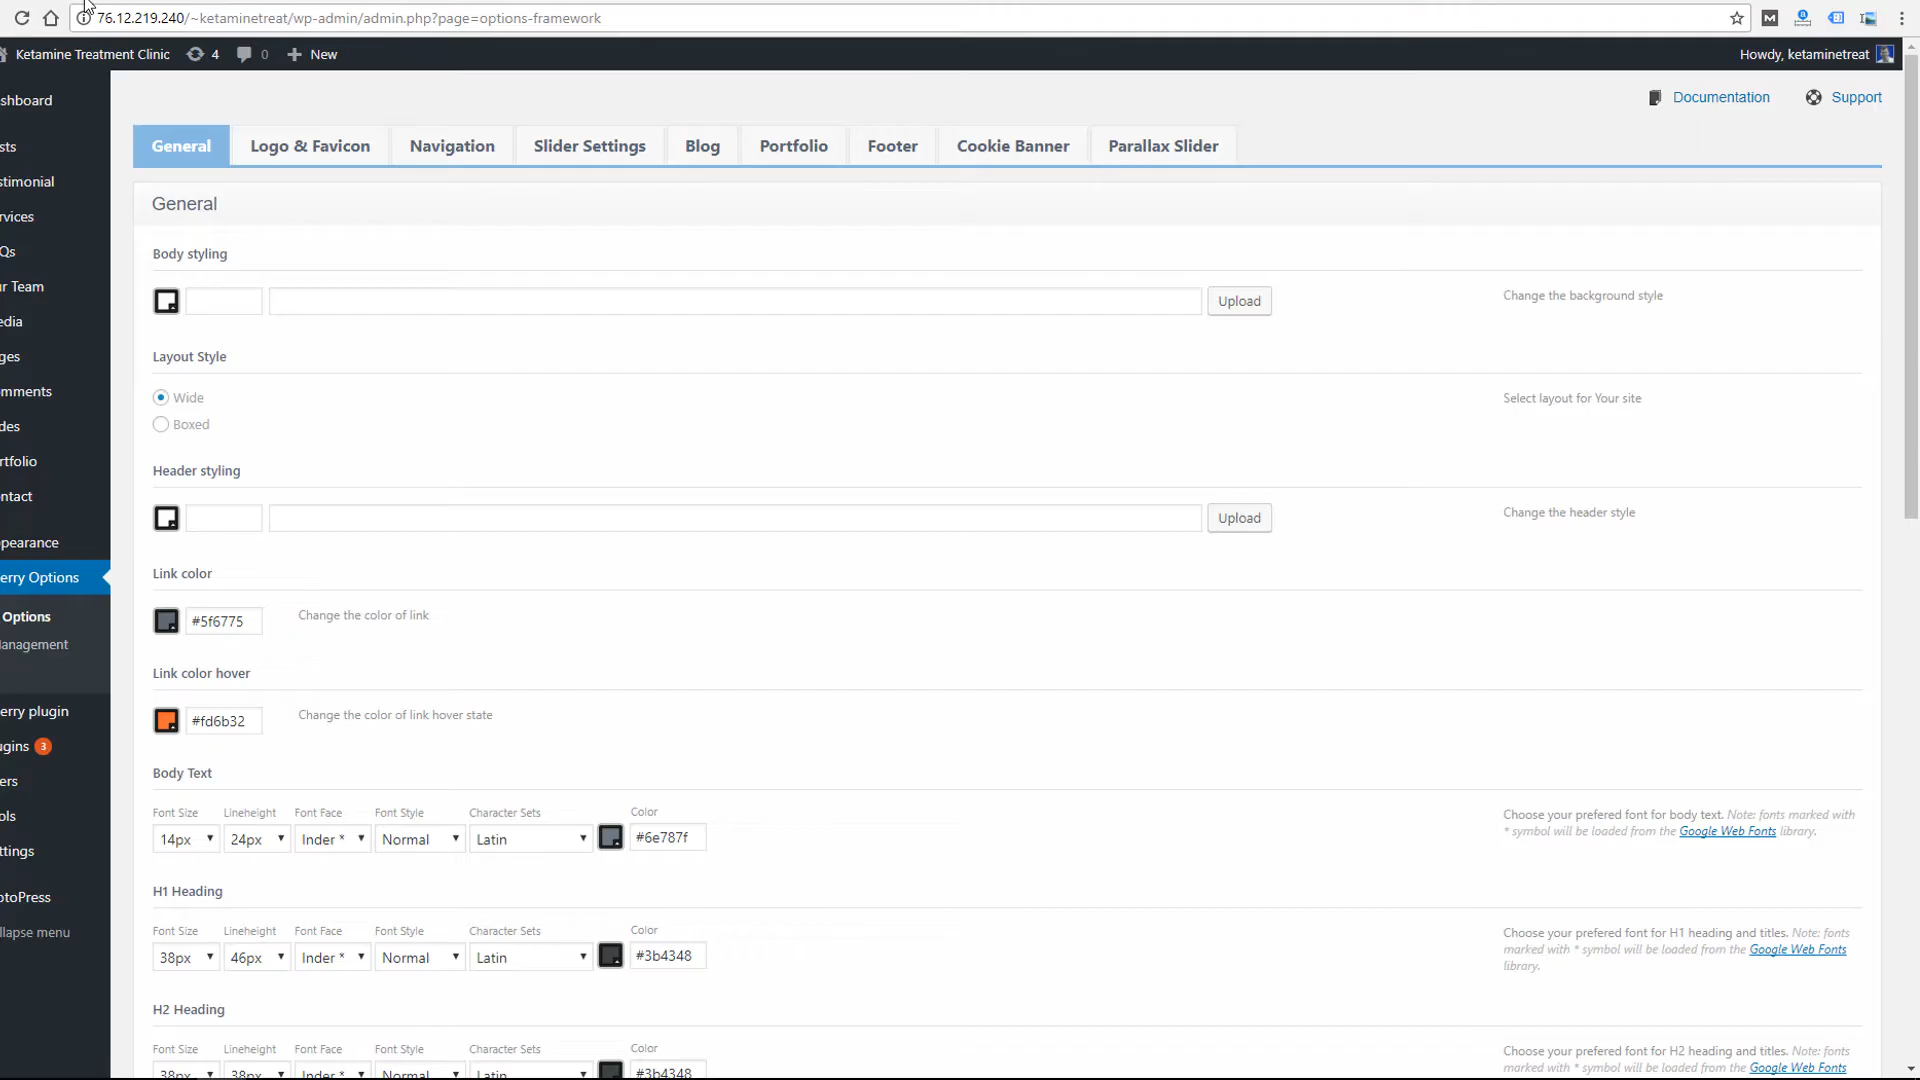 76.12.219.240/~ketaminetreat/wp-admin/admin.php?page=options-framework
Ketamine Treatment Clinic 4 0 New Howdy, ketaminetreat
shboard
sts
stimonial
rvices
Qs
ur Team
edia
ges
mments
des
rtfolio
ntact
pearance
erry Options
Options
Management
erry plugin
ugins 3
ers
ols
ttings
otoPress
llapse menu
Documentation Support
General Logo & Favicon Navigation Slider Settings Blog Portfolio Footer Cookie Banner Parallax Slider
General
Body styling
Upload Change the background style
Layout Style
Wide Select layout for Your site
Boxed
Header styling
Upload Change the header style
Link color
#5f6775 Change the color of link
Link color hover
#fd6b32 Change the color of link hover state
Body Text
Font Size Lineheight Font Face Font Style Character Sets Color
14px 24px Inder * Normal Latin #6e787f
Choose your prefered font for body text. Note: fonts marked with
* symbol will be loaded from the Google Web Fonts library.
H1 Heading
Font Size Lineheight Font Face Font Style Character Sets Color
38px 46px Inder * Normal Latin #3b4348
Choose your prefered font for H1 heading and titles. Note: fonts
marked with * symbol will be loaded from the Google Web Fonts
library.
H2 Heading
Font Size Lineheight Font Face Font Style Character Sets Color
38px 38px Inder * Normal Latin #3b4348
Choose your prefered font for H2 heading and titles. Note: fonts
marked with * symbol will be loaded from the Google Web Fonts